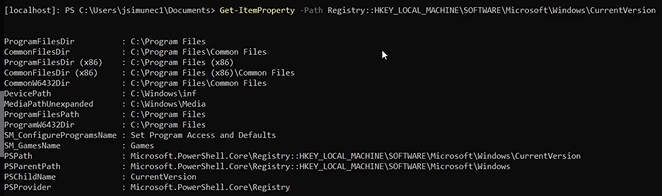 [localhost]: PS C:\Users\jsimunec1\Documents> Get-ItemProperty -Path Registry::HKEY_LOCAL_MACHINE\SOFTWARE\Microsoft\Windows\CurrentVersion
ProgramFilesDir : C:\Program Files
CommonFilesDir : C:\Program Files\Common Files
ProgramFilesDir (x86) : C:\Program Files (x86)
CommonFilesDir (x86) : C:\Program Files (x86)\Common Files
CommonW6432Dir : C:\Program Files\Common Files
DevicePath : C:\Windows\inf
MediaPathUnexpanded : C:\Windows\Media
ProgramFilesPath : C:\Program Files
ProgramW6432Dir : C:\Program Files
SM_ConfigureProgramsName : Set Program Access and Defaults
SM_GamesName : Games
PSPath : Microsoft.PowerShell.Core\Registry::HKEY_LOCAL_MACHINE\SOFTWARE\Microsoft\Windows\CurrentVersion
PSParentPath : Microsoft.PowerShell.Core\Registry::HKEY_LOCAL_MACHINE\SOFTWARE\Microsoft\Windows
PSChildName : CurrentVersion
PSProvider : Microsoft.PowerShell.Core\Registry